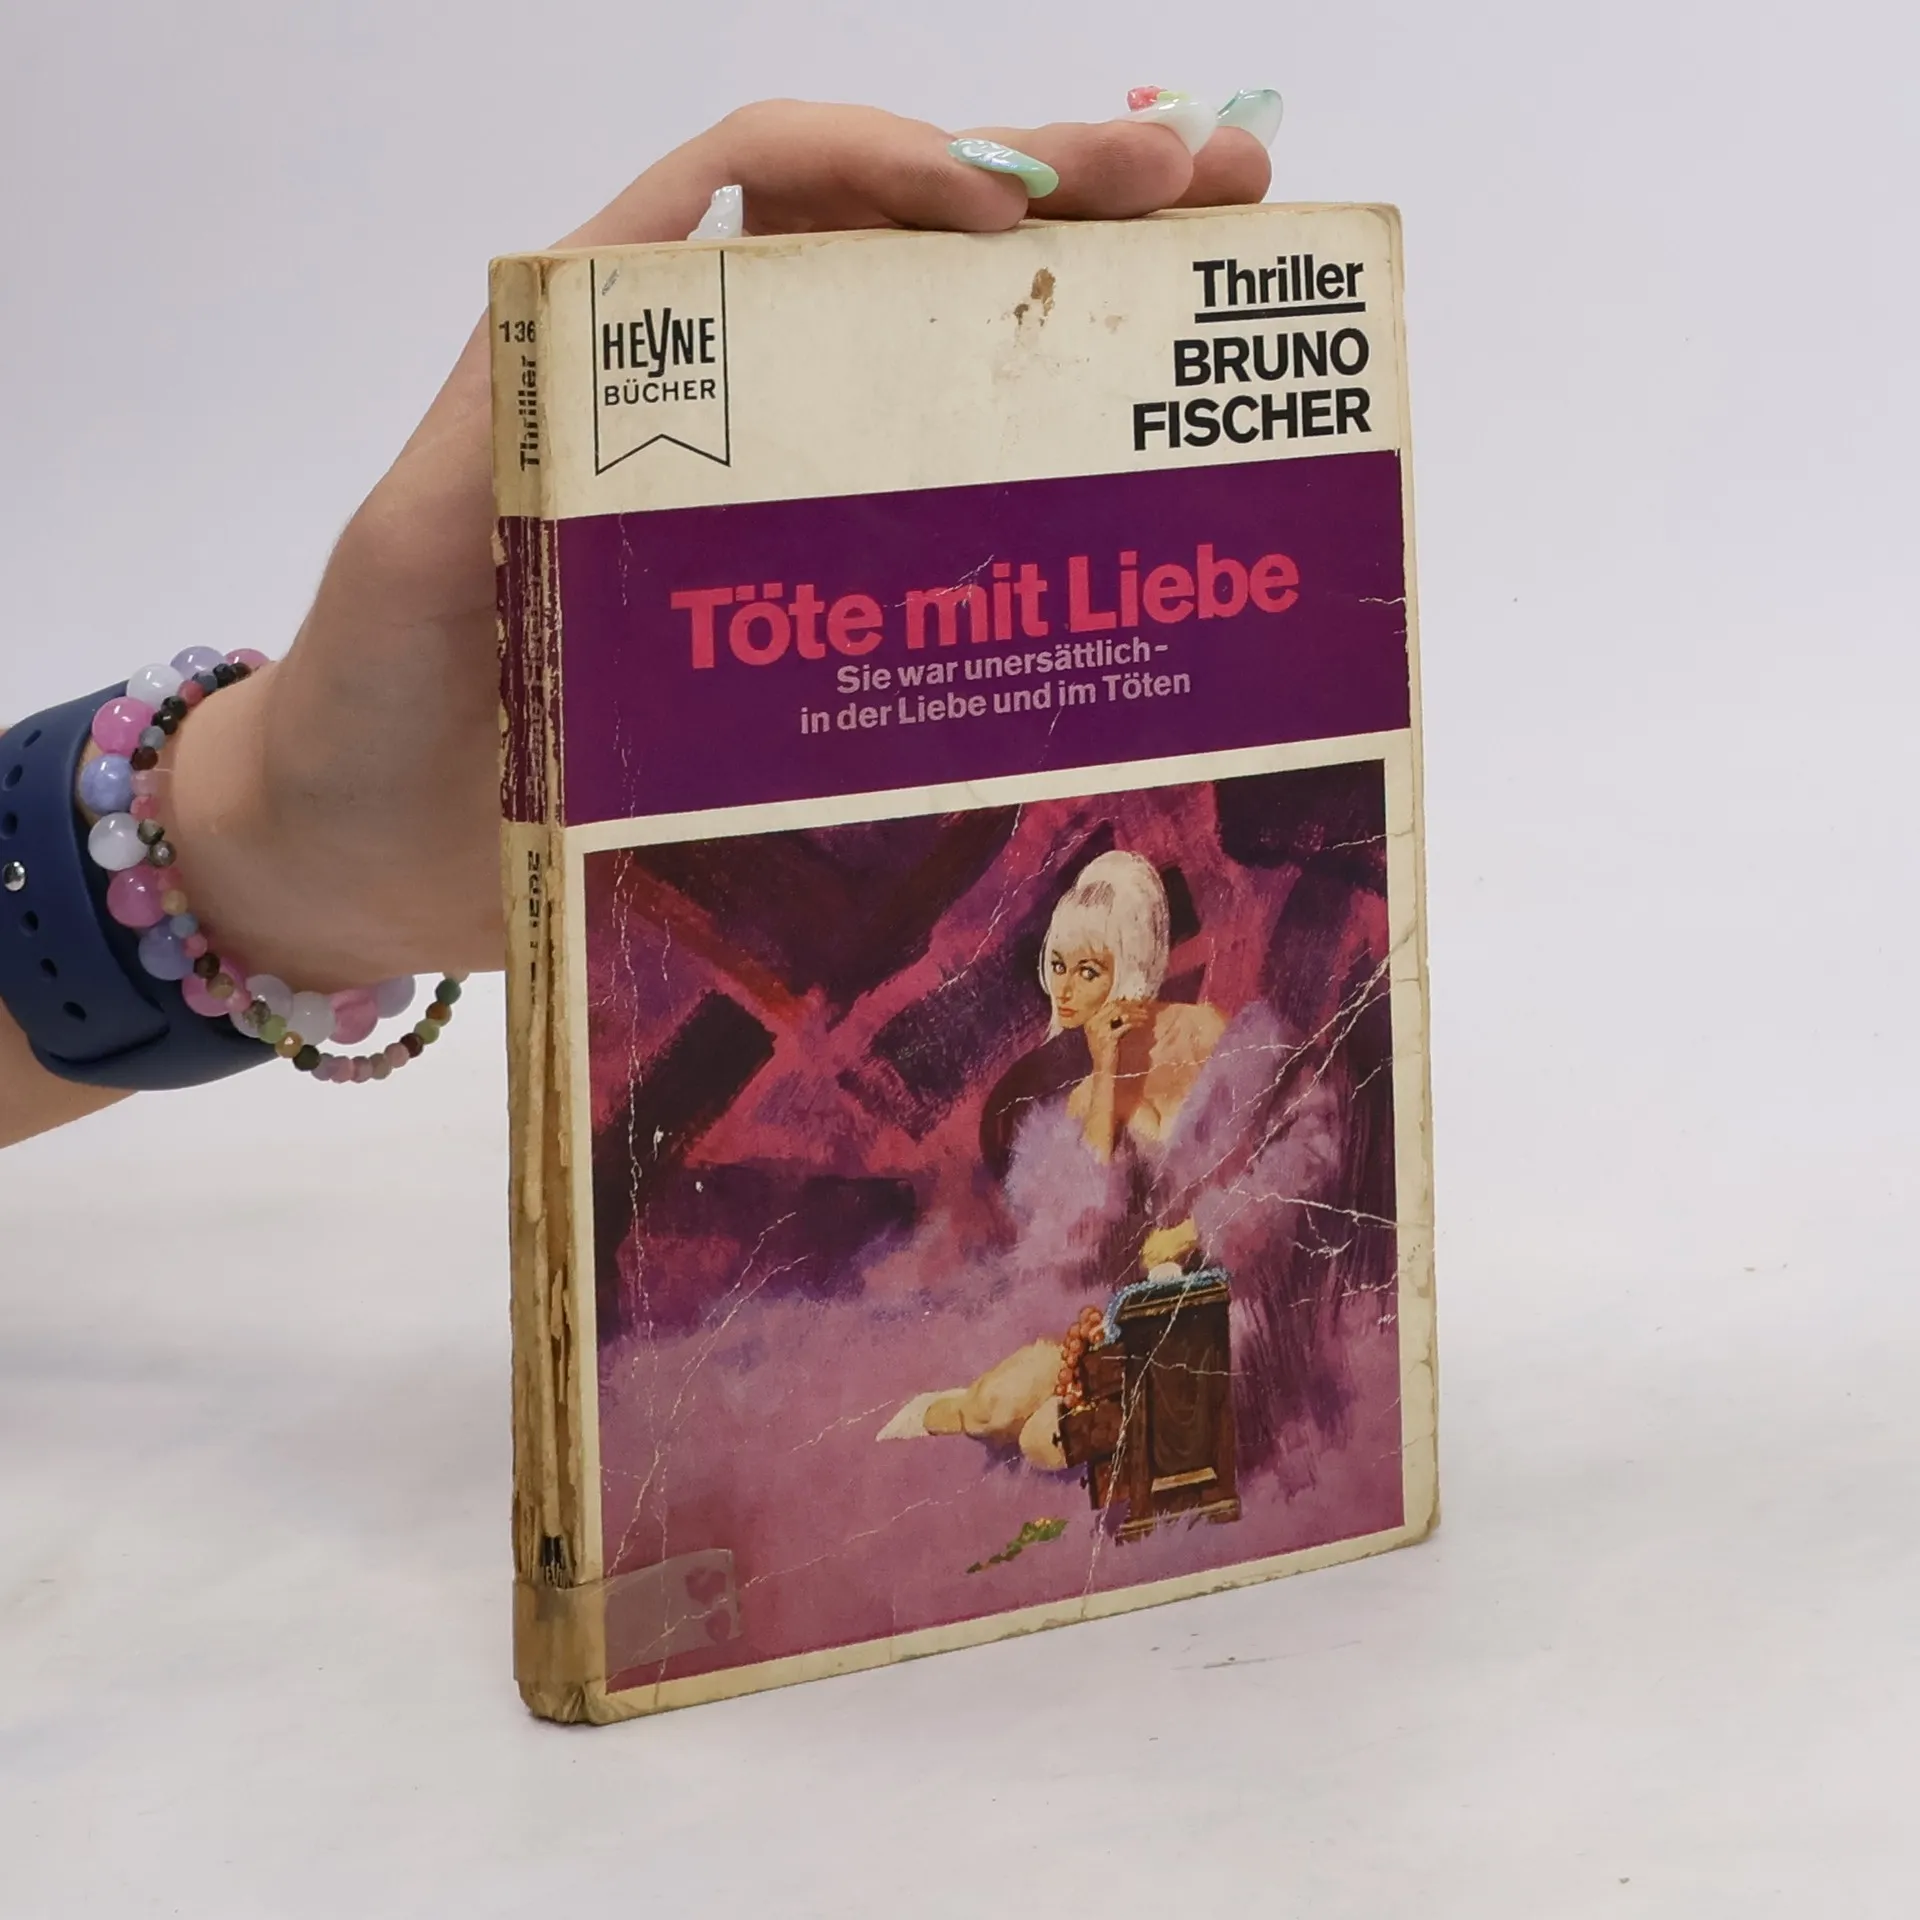 136
Thriller
HEYNE
BÜCHER
Thriller
BRUNO
FISCHER
Töte mit Liebe
Sie war unersättlich-
in der Liebe und im Töten